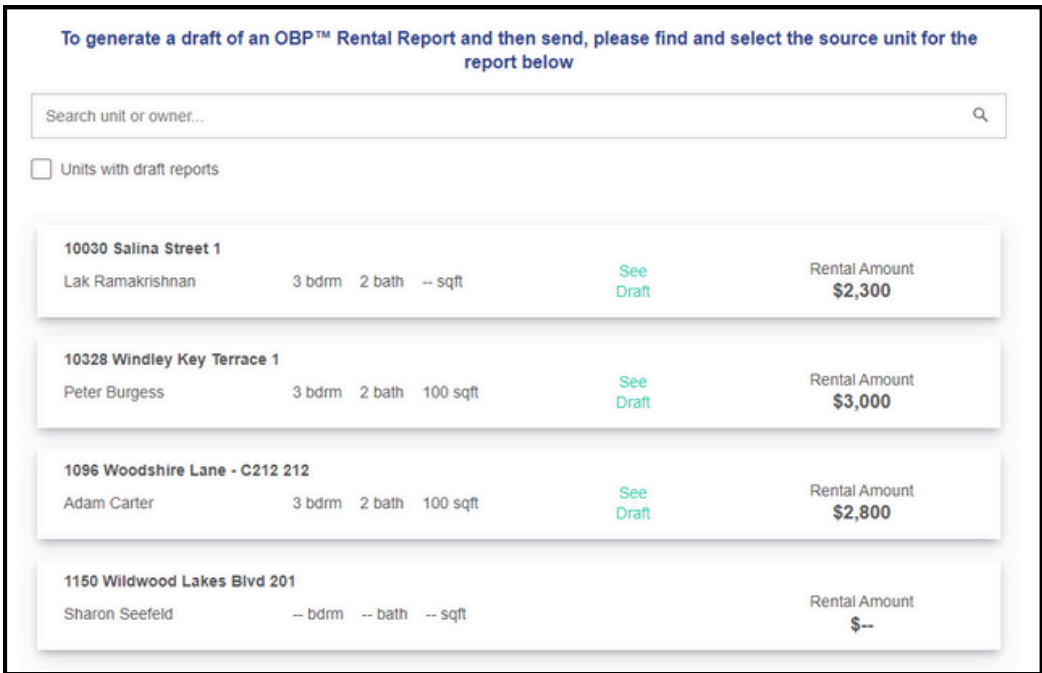 To generate a draft of an OBP™ Rental Report and then send, please find and select the source unit for the
report below
Search unit or owner...
Units with draft reports
10030 Salina Street 1
Lak Ramakrishnan 3 bdrm 2 bath -- sqft See Draft Rental Amount $2,300
10328 Windley Key Terrace 1
Peter Burgess 3 bdrm 2 bath 100 sqft See Draft Rental Amount $3,000
1096 Woodshire Lane - C212 212
Adam Carter 3 bdrm 2 bath 100 sqft See Draft Rental Amount $2,800
1150 Wildwood Lakes Blvd 201
Sharon Seefeld -- bdrm -- bath -- sqft Rental Amount $--